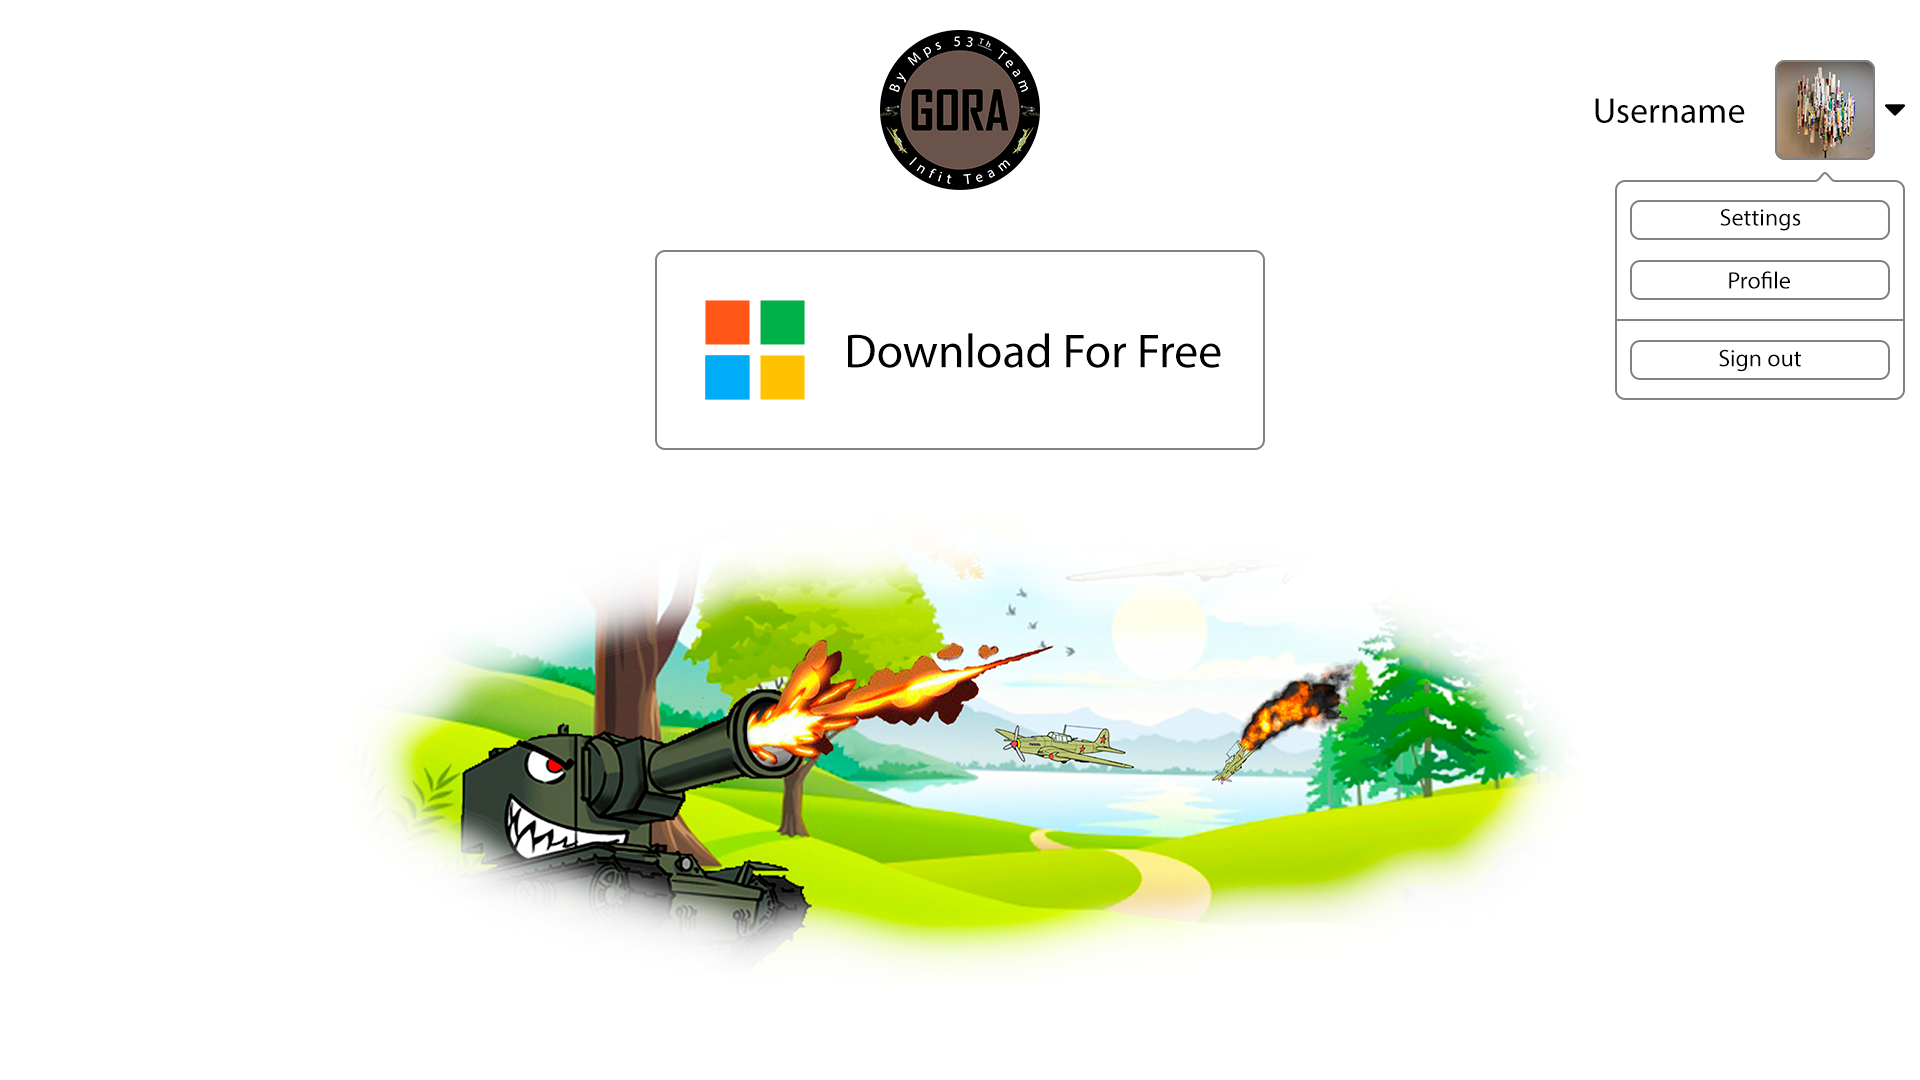 By Mps 53Th Team
GORA
Infit Team
Username
Settings
Profile
Sign out
Download For Free